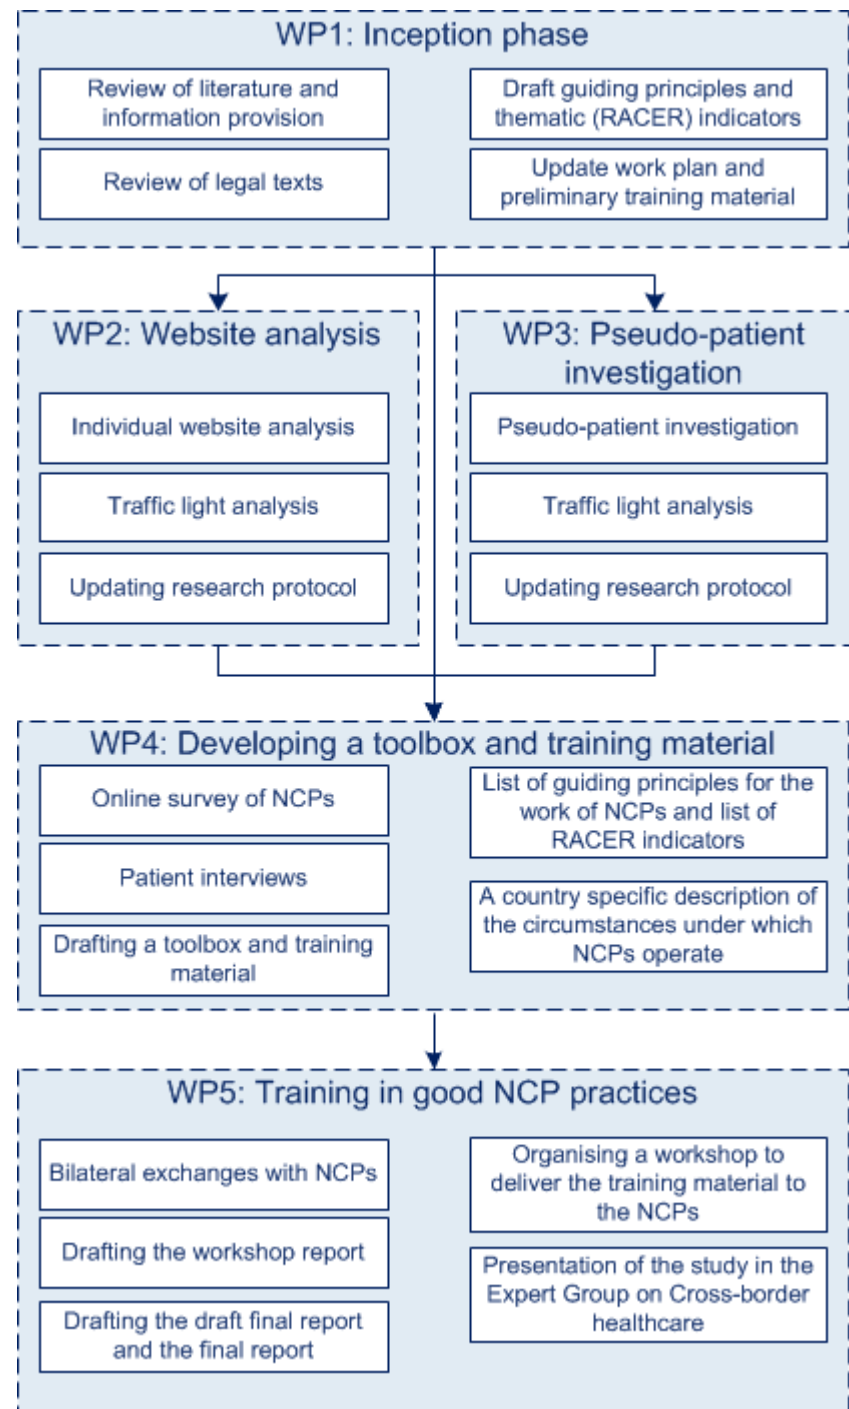 WP1: Inception phase
Review of literature and
information provision
Review of legal texts
Draft guiding principles and
thematic (RACER) indicators
Update work plan and
preliminary training material
WP2: Website analysis
Individual website analysis
Traffic light analysis
Updating research protocol
WP3: Pseudo-patient
investigation
Pseudo-patient investigation
Traffic light analysis
Updating research protocol
WP4: Developing a toolbox and training material
Online survey of NCPs
Patient interviews
Drafting a toolbox and training
material
List of guiding principles for the
work of NCPs and list of
RACER indicators
A country specific description of
the circumstances under which
NCPs operate
WP5: Training in good NCP practices
Bilateral exchanges with NCPs
Drafting the workshop report
Drafting the draft final report
and the final report
Organising a workshop to
deliver the training material to
the NCPs
Presentation of the study in the
Expert Group on Cross-border
healthcare